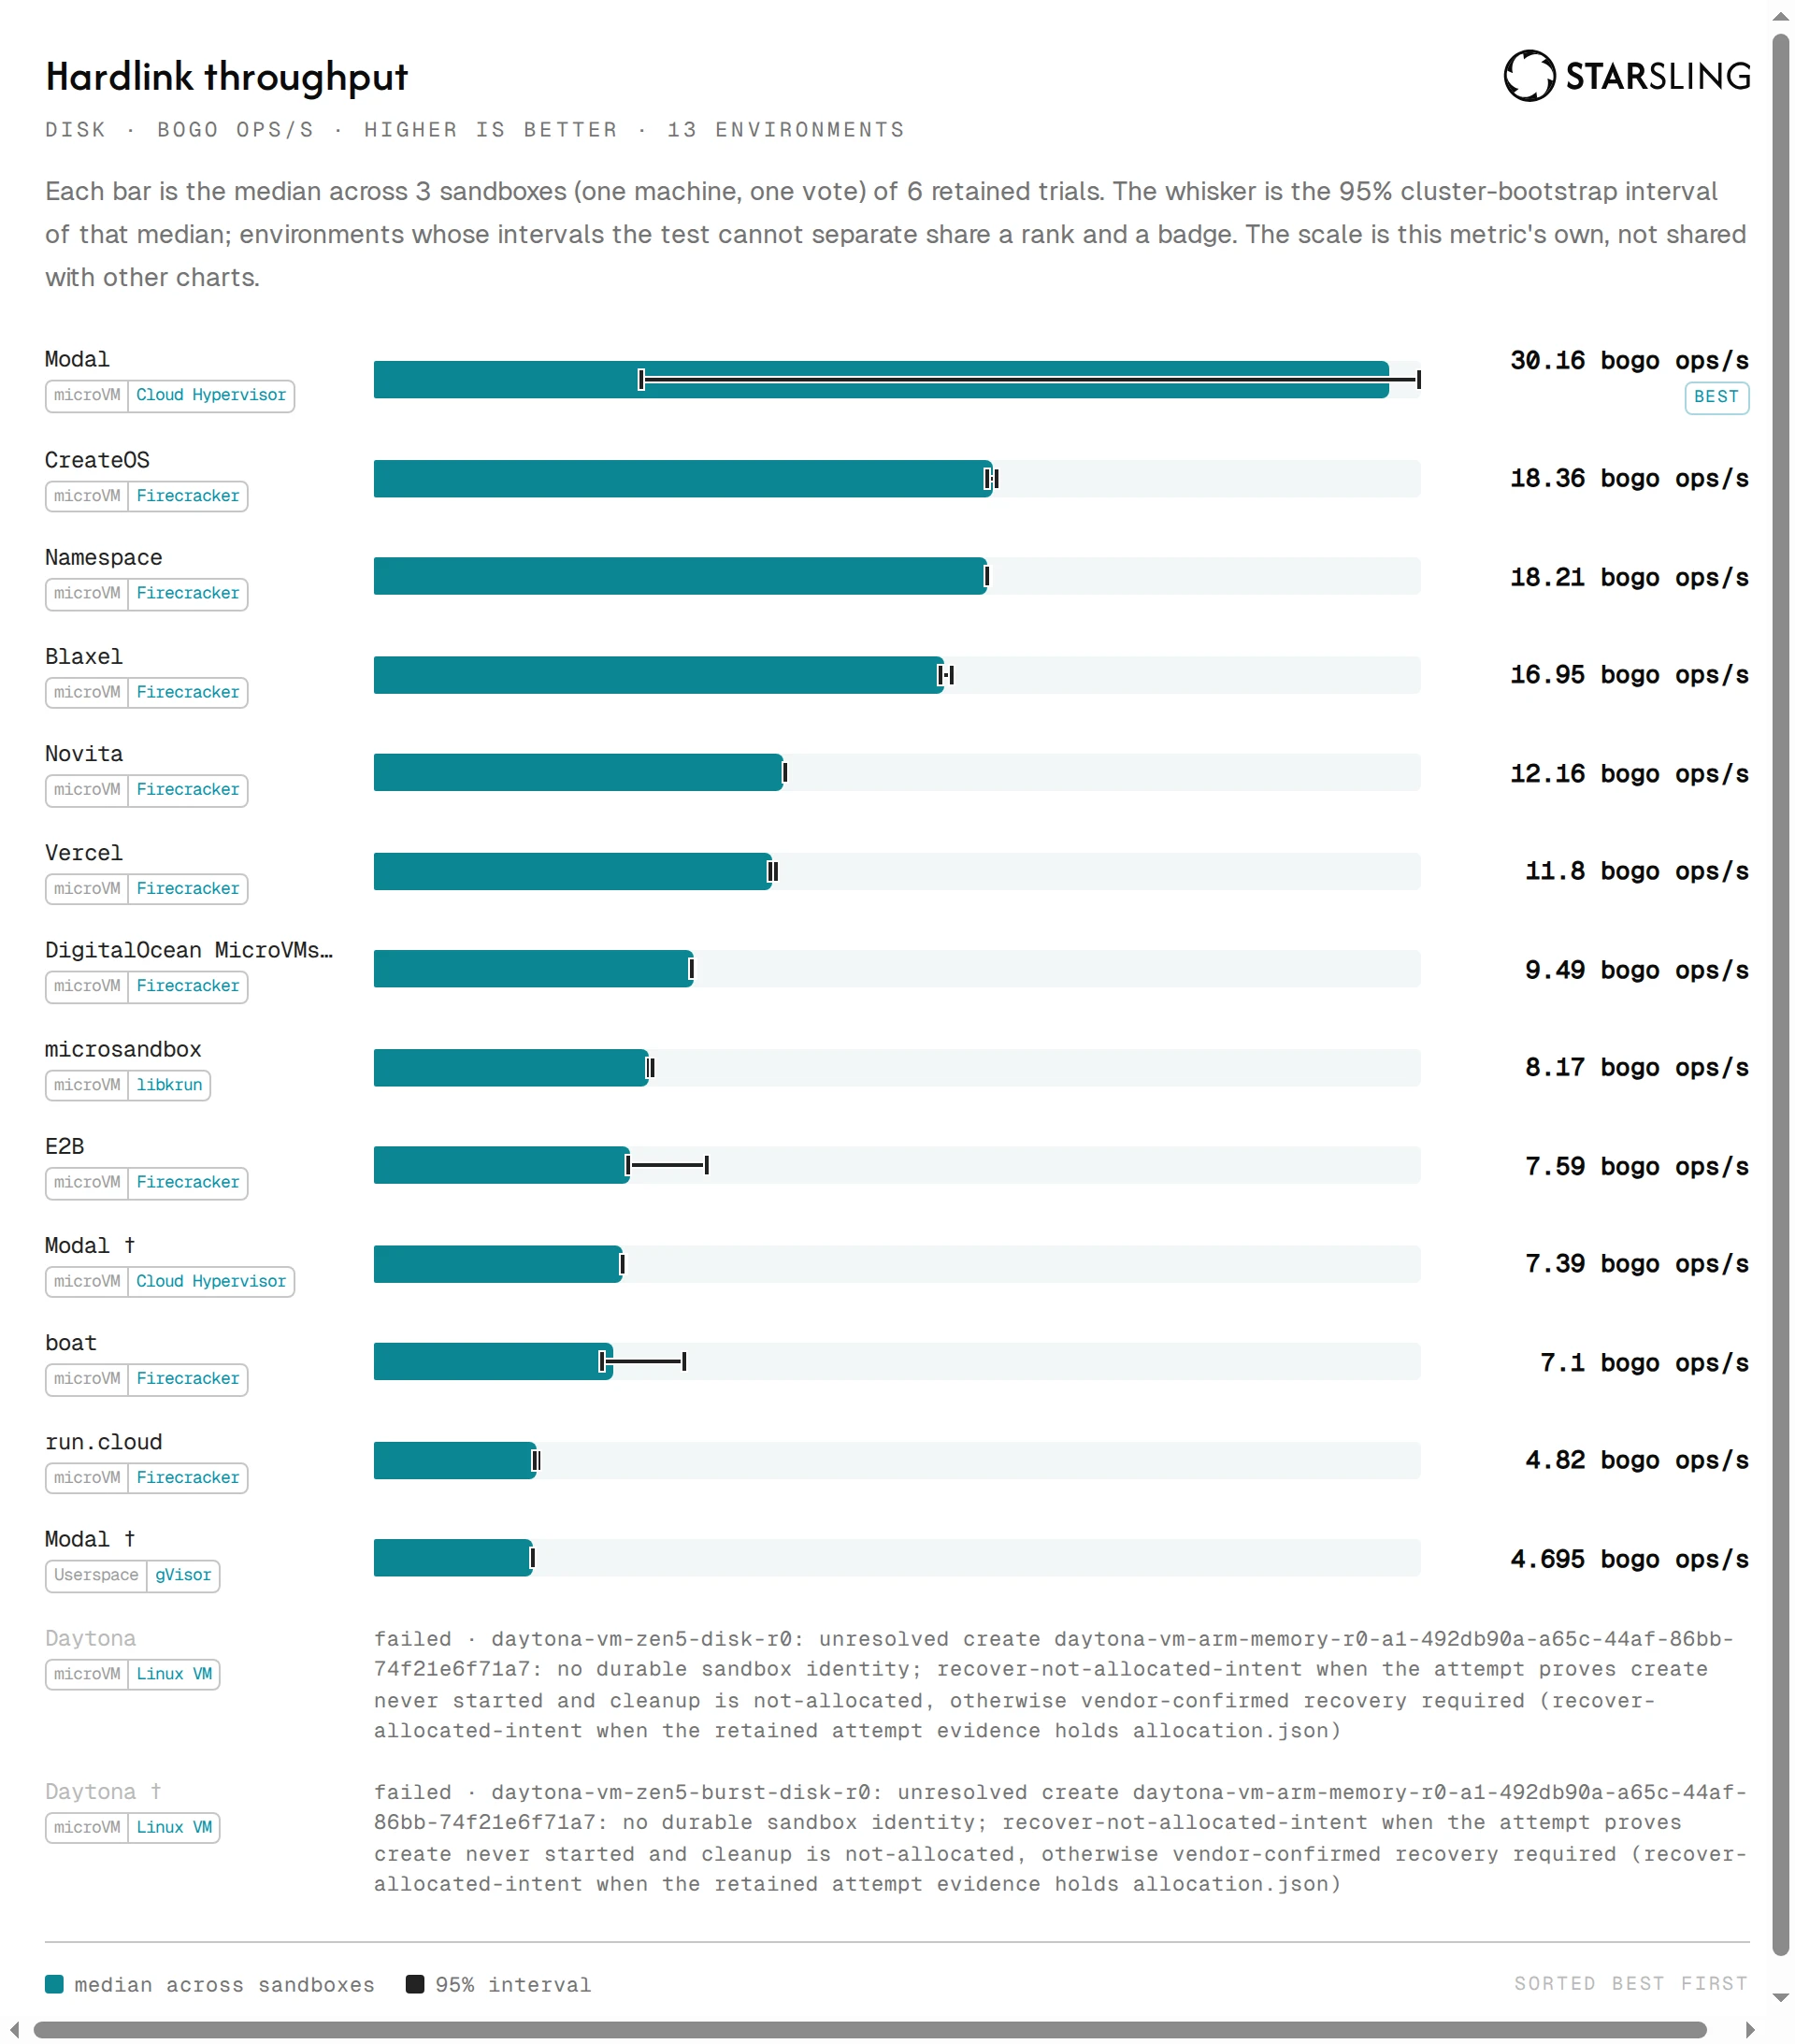 Hardlink throughput
STARSLING
DISK · BOGO OPS/S · HIGHER IS BETTER · 13 ENVIRONMENTS
Each bar is the median across 3 sandboxes (one machine, one vote) of 6 retained trials. The whisker is the 95% cluster-bootstrap interval
of that median; environments whose intervals the test cannot separate share a rank and a badge. The scale is this metric's own, not shared
with other charts.
Modal
microVM Cloud Hypervisor
30.16 bogo ops/s
BEST
CreateOS
microVM Firecracker
18.36 bogo ops/s
Namespace
microVM Firecracker
18.21 bogo ops/s
Blaxel
microVM Firecracker
16.95 bogo ops/s
Novita
microVM Firecracker
12.16 bogo ops/s
Vercel
microVM Firecracker
11.8 bogo ops/s
DigitalOcean MicroVMs…
microVM Firecracker
9.49 bogo ops/s
microsandbox
microVM libkrun
8.17 bogo ops/s
E2B
microVM Firecracker
7.59 bogo ops/s
Modal †
microVM Cloud Hypervisor
7.39 bogo ops/s
boat
microVM Firecracker
7.1 bogo ops/s
run.cloud
microVM Firecracker
4.82 bogo ops/s
Modal †
Userspace gVisor
4.695 bogo ops/s
Daytona
microVM Linux VM
failed · daytona-vm-zen5-disk-r0: unresolved create daytona-vm-arm-memory-r0-a1-492db90a-a65c-44af-86bb-
74f21e6f71a7: no durable sandbox identity; recover-not-allocated-intent when the attempt proves create
never started and cleanup is not-allocated, otherwise vendor-confirmed recovery required (recover-
allocated-intent when the retained attempt evidence holds allocation.json)
Daytona †
microVM Linux VM
failed · daytona-vm-zen5-burst-disk-r0: unresolved create daytona-vm-arm-memory-r0-a1-492db90a-a65c-44af-
86bb-74f21e6f71a7: no durable sandbox identity; recover-not-allocated-intent when the attempt proves
create never started and cleanup is not-allocated, otherwise vendor-confirmed recovery required (recover-
allocated-intent when the retained attempt evidence holds allocation.json)
median across sandboxes
95% interval
SORTED BEST FIRST